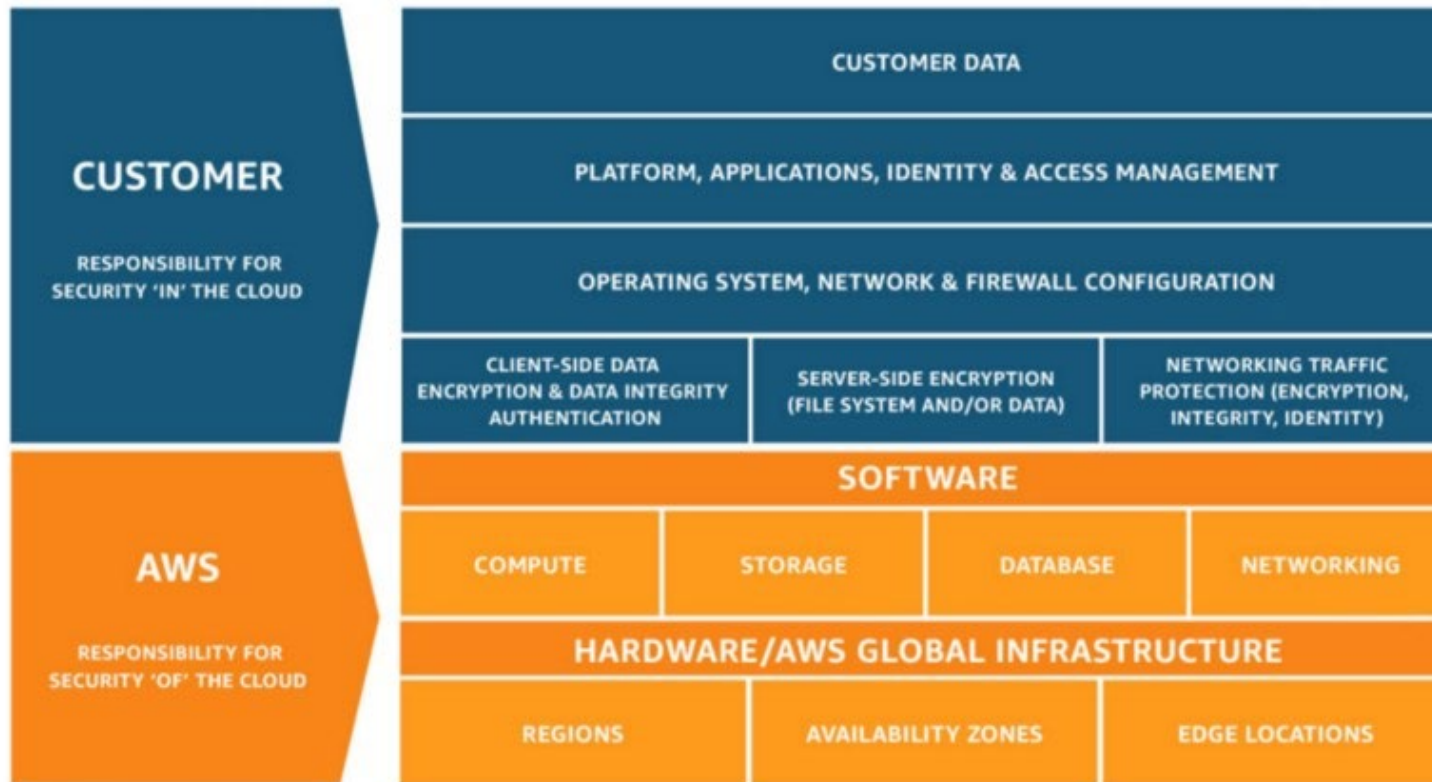 CUSTOMER
RESPONSIBILITY FOR
SECURITY ‘IN’ THE CLOUD
CUSTOMER DATA
PLATFORM, APPLICATIONS, IDENTITY & ACCESS MANAGEMENT
OPERATING SYSTEM, NETWORK & FIREWALL CONFIGURATION
CLIENT-SIDE DATA
ENCRYPTION & DATA INTEGRITY
AUTHENTICATION
SERVER-SIDE ENCRYPTION
(FILE SYSTEM AND/OR DATA)
NETWORKING TRAFFIC
PROTECTION (ENCRYPTION,
INTEGRITY, IDENTITY)
AWS
RESPONSIBILITY FOR
SECURITY ‘OF’ THE CLOUD
SOFTWARE
COMPUTE
STORAGE
DATABASE
NETWORKING
HARDWARE/AWS GLOBAL INFRASTRUCTURE
REGIONS
AVAILABILITY ZONES
EDGE LOCATIONS